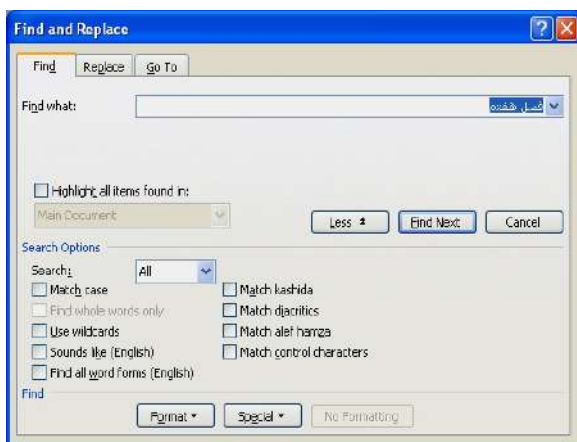 Find and Replace
Find Replace Go To
Find what: فصل هفدهم
Highlight all items found in:
Main Document
Less Find Next Cancel
Search Options
Search: All
Match case Match kashida
Find whole words only Match diacritics
Use wildcards Match alef hamza
Sounds like (English) Match control characters
Find all word forms (English)
Find
Format Special No Formatting